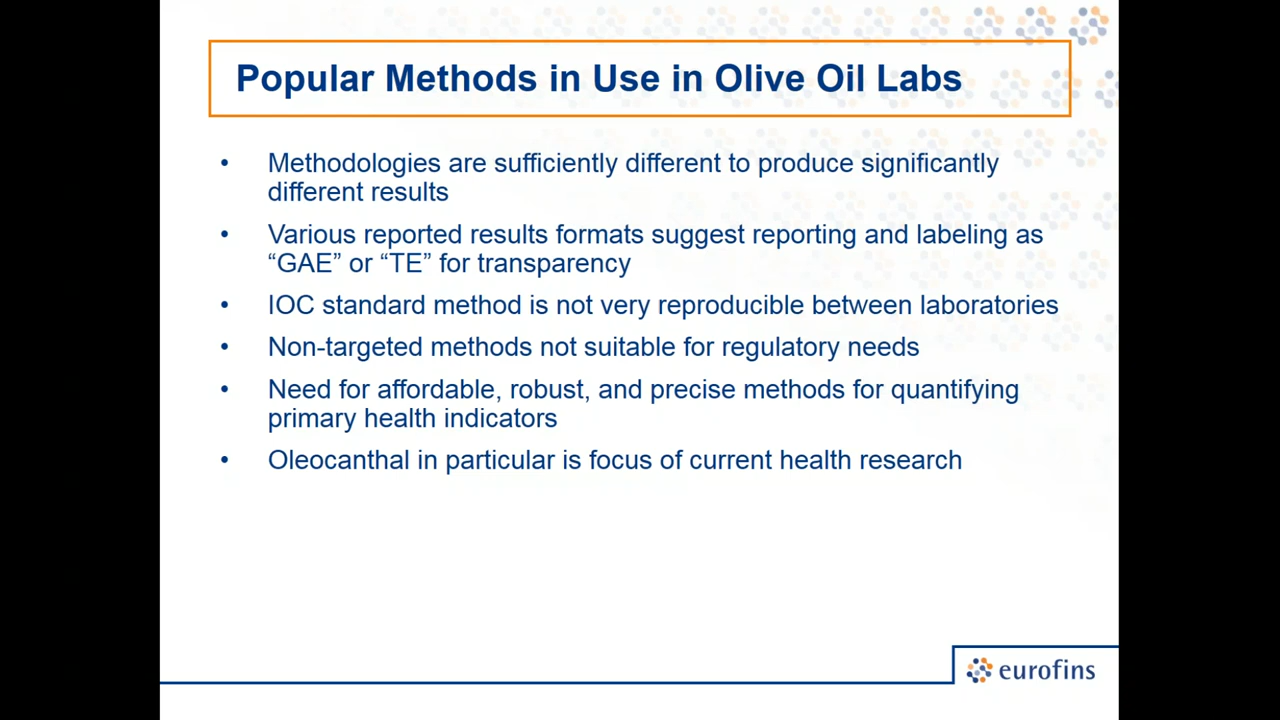 Popular Methods in Use in Olive Oil Labs
• Methodologies are sufficiently different to produce significantly
different results
• Various reported results formats suggest reporting and labeling as
“GAE” or “TE” for transparency
• IOC standard method is not very reproducible between laboratories
• Non-targeted methods not suitable for regulatory needs
• Need for affordable, robust, and precise methods for quantifying
primary health indicators
• Oleocanthal in particular is focus of current health research
eurofins